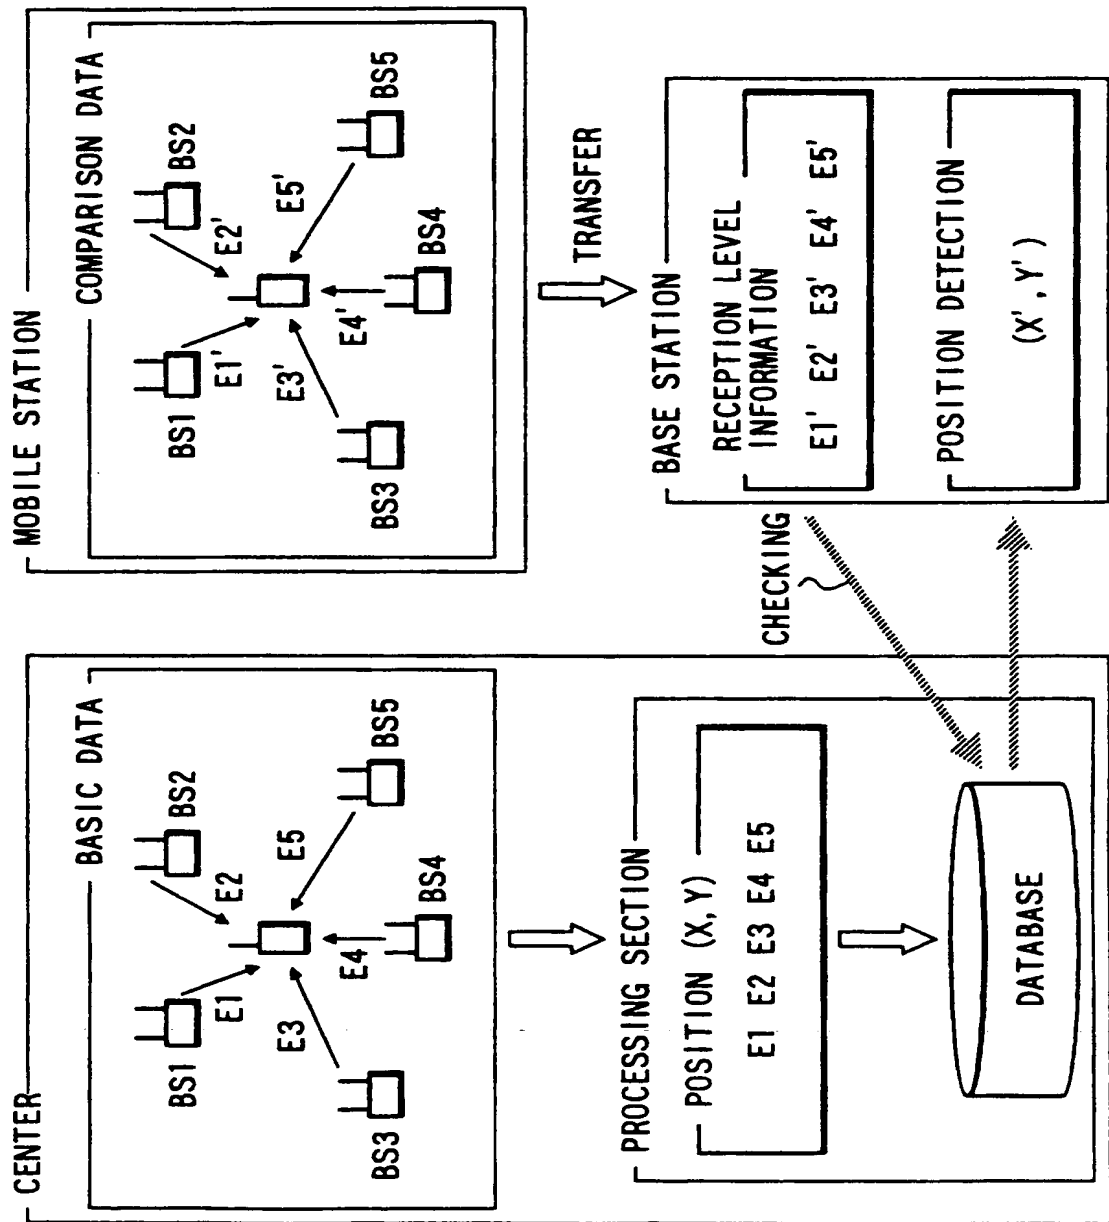 CENTER
BASIC DATA
BS1
BS2
BS3
BS4
BS5
E1
E2
E3
E4
E5
PROCESSING SECTION
POSITION (X,Y)
E1 E2 E3 E4 E5
DATABASE
MOBILE STATION
COMPARISON DATA
BS1
BS2
BS3
BS4
BS5
E1'
E2'
E3'
E4'
E5'
TRANSFER
BASE STATION
RECEPTION LEVEL
INFORMATION
E1' E2' E3' E4' E5'
CHECKING
POSITION DETECTION
(X',Y')